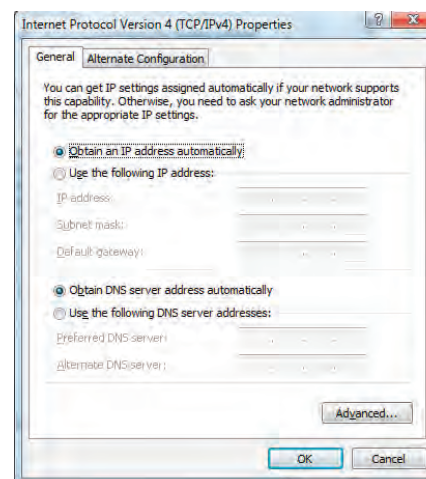 Internet Protocol Version 4 (TCP/IPv4) Properties
General
Alternate Configuration
You can get IP settings assigned automatically if your network supports
this capability. Otherwise, you need to ask your network administrator
for the appropriate IP settings.
Obtain an IP address automatically
Use the following IP address:
IP address:
Subnet mask:
Default gateway:
Obtain DNS server address automatically
Use the following DNS server addresses:
Preferred DNS server:
Alternate DNS server:
Advanced...
OK
Cancel